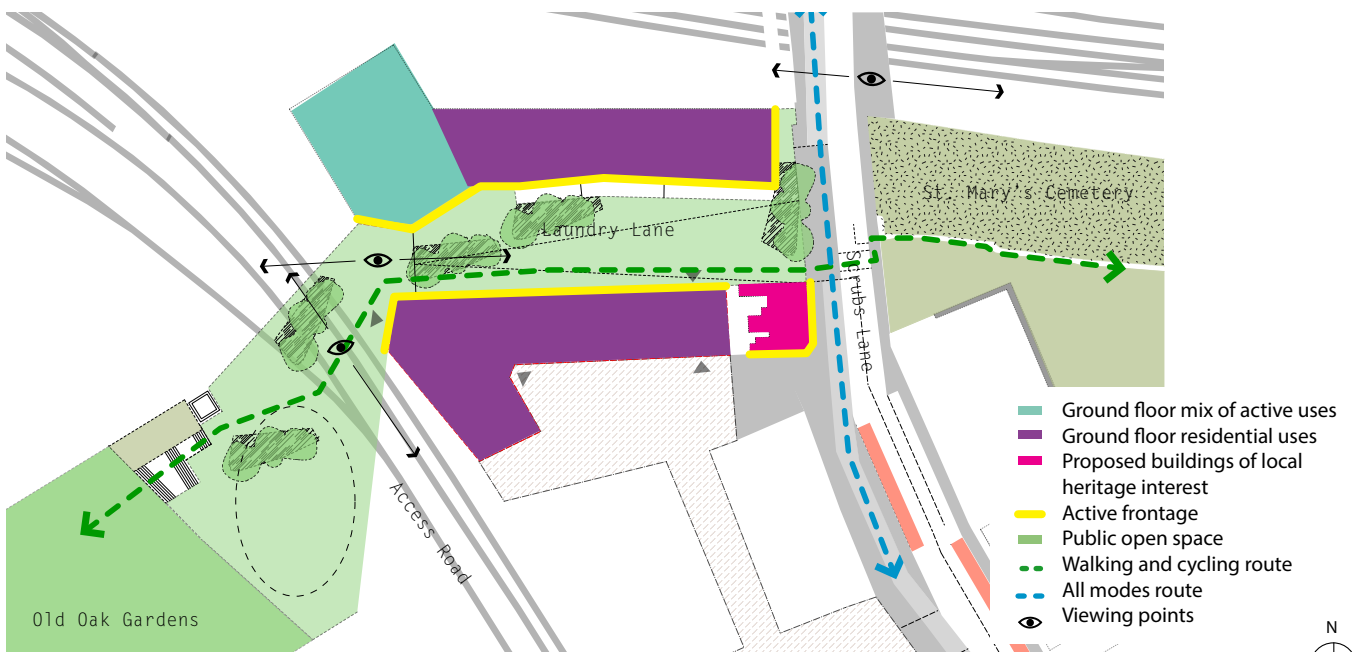 St. Mary's Cemetery
Laundry Lane
Scrubs Lane
Access Road
Old Oak Gardens
Ground floor mix of active uses
Ground floor residential uses
Proposed buildings of local
heritage interest
Active frontage
Public open space
Walking and cycling route
All modes route
Viewing points
N